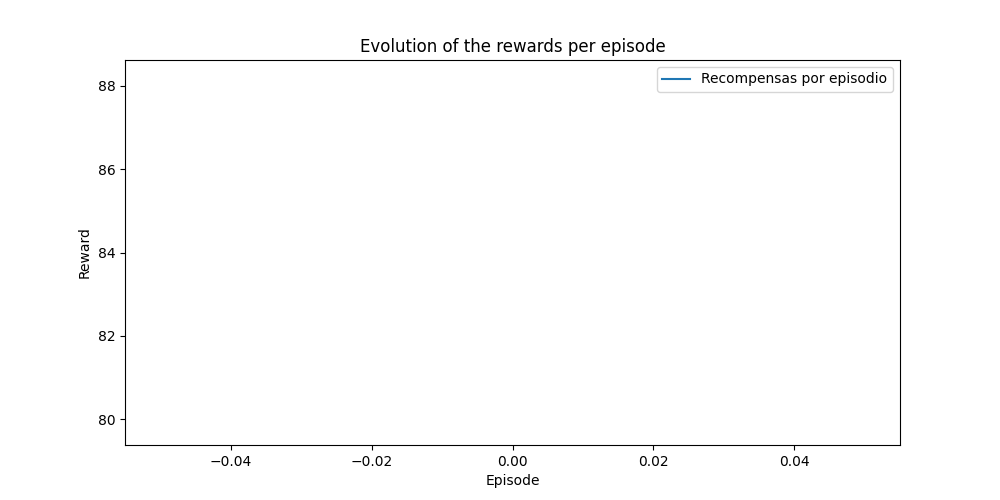 Evolution of the rewards per episode
Recompensas por episodio
88
86
84
82
80
Reward
−0.04 −0.02 0.00 0.02 0.04
Episode